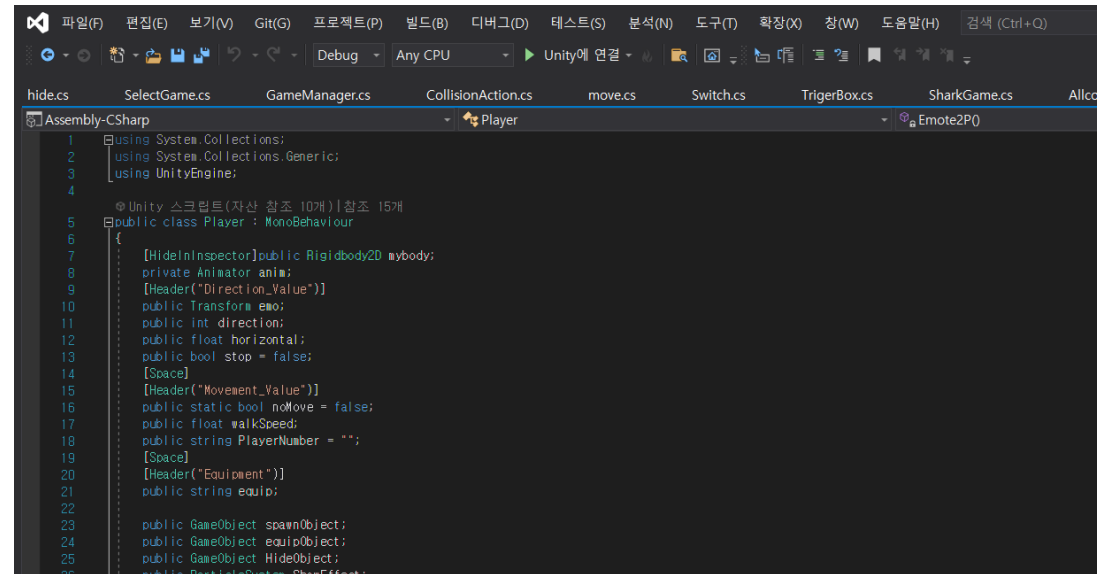 파일(F) 편집(E) 보기(V) Git(G) 프로젝트(P) 빌드(B) 디버그(D) 테스트(S) 분석(N) 도구(T) 확장(X) 창(W) 도움말(H) 검색 (Ctrl+Q)
Debug Any CPU Unity에 연결
hide.cs SelectGame.cs GameManager.cs CollisionAction.cs move.cs Switch.cs TrigerBox.cs SharkGame.cs Allco
Assembly-CSharp Player Emote2P()
1 using System.Collections;
2 using System.Collections.Generic;
3 using UnityEngine;
4
Unity 스크립트(자산 참조 10개)|참조 15개
5 public class Player : MonoBehaviour
6 {
7 [HideInInspector]public Rigidbody2D mybody;
8 private Animator anim;
9 [Header("Direction_Value")]
10 public Transform emo;
11 public int direction;
12 public float horizontal;
13 public bool stop = false;
14 [Space]
15 [Header("Movement_Value")]
16 public static bool noMove = false;
17 public float walkSpeed;
18 public string PlayerNumber = "";
19 [Space]
20 [Header("Equipment")]
21 public string equip;
22
23 public GameObject spawnObject;
24 public GameObject equipObject;
25 public GameObject HideObject;
26 public ParticleSystem